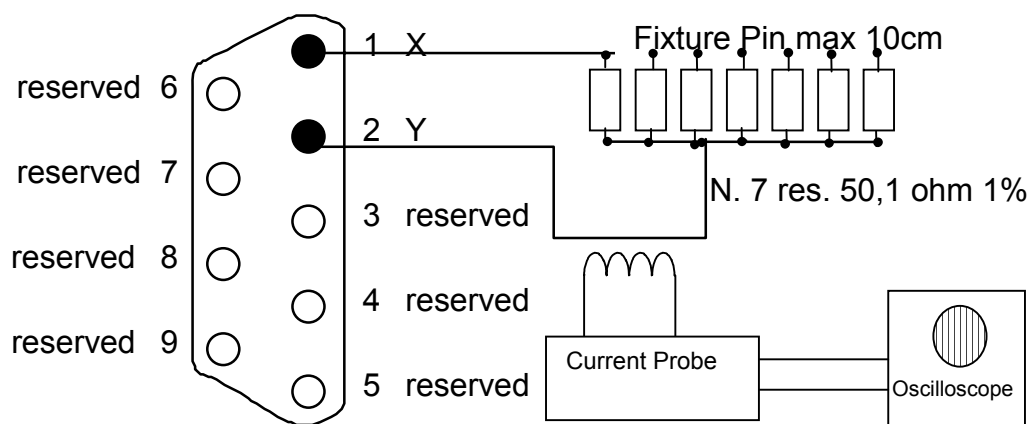 1 X
Fixture Pin max 10cm
reserved 6
2 Y
reserved 7
N. 7 res. 50,1 ohm 1%
3 reserved
reserved 8
4 reserved
reserved 9
Current Probe
5 reserved
Oscilloscope